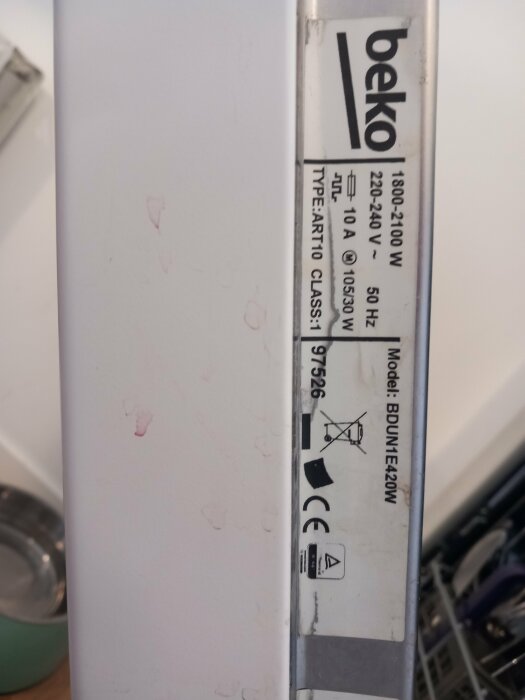 beko
1800-2100 W
220-240 V ~ 50 Hz
10 A M 105/30 W
TYPE:ART10 CLASS:1
Model: BDUN1E420W
97526
CE